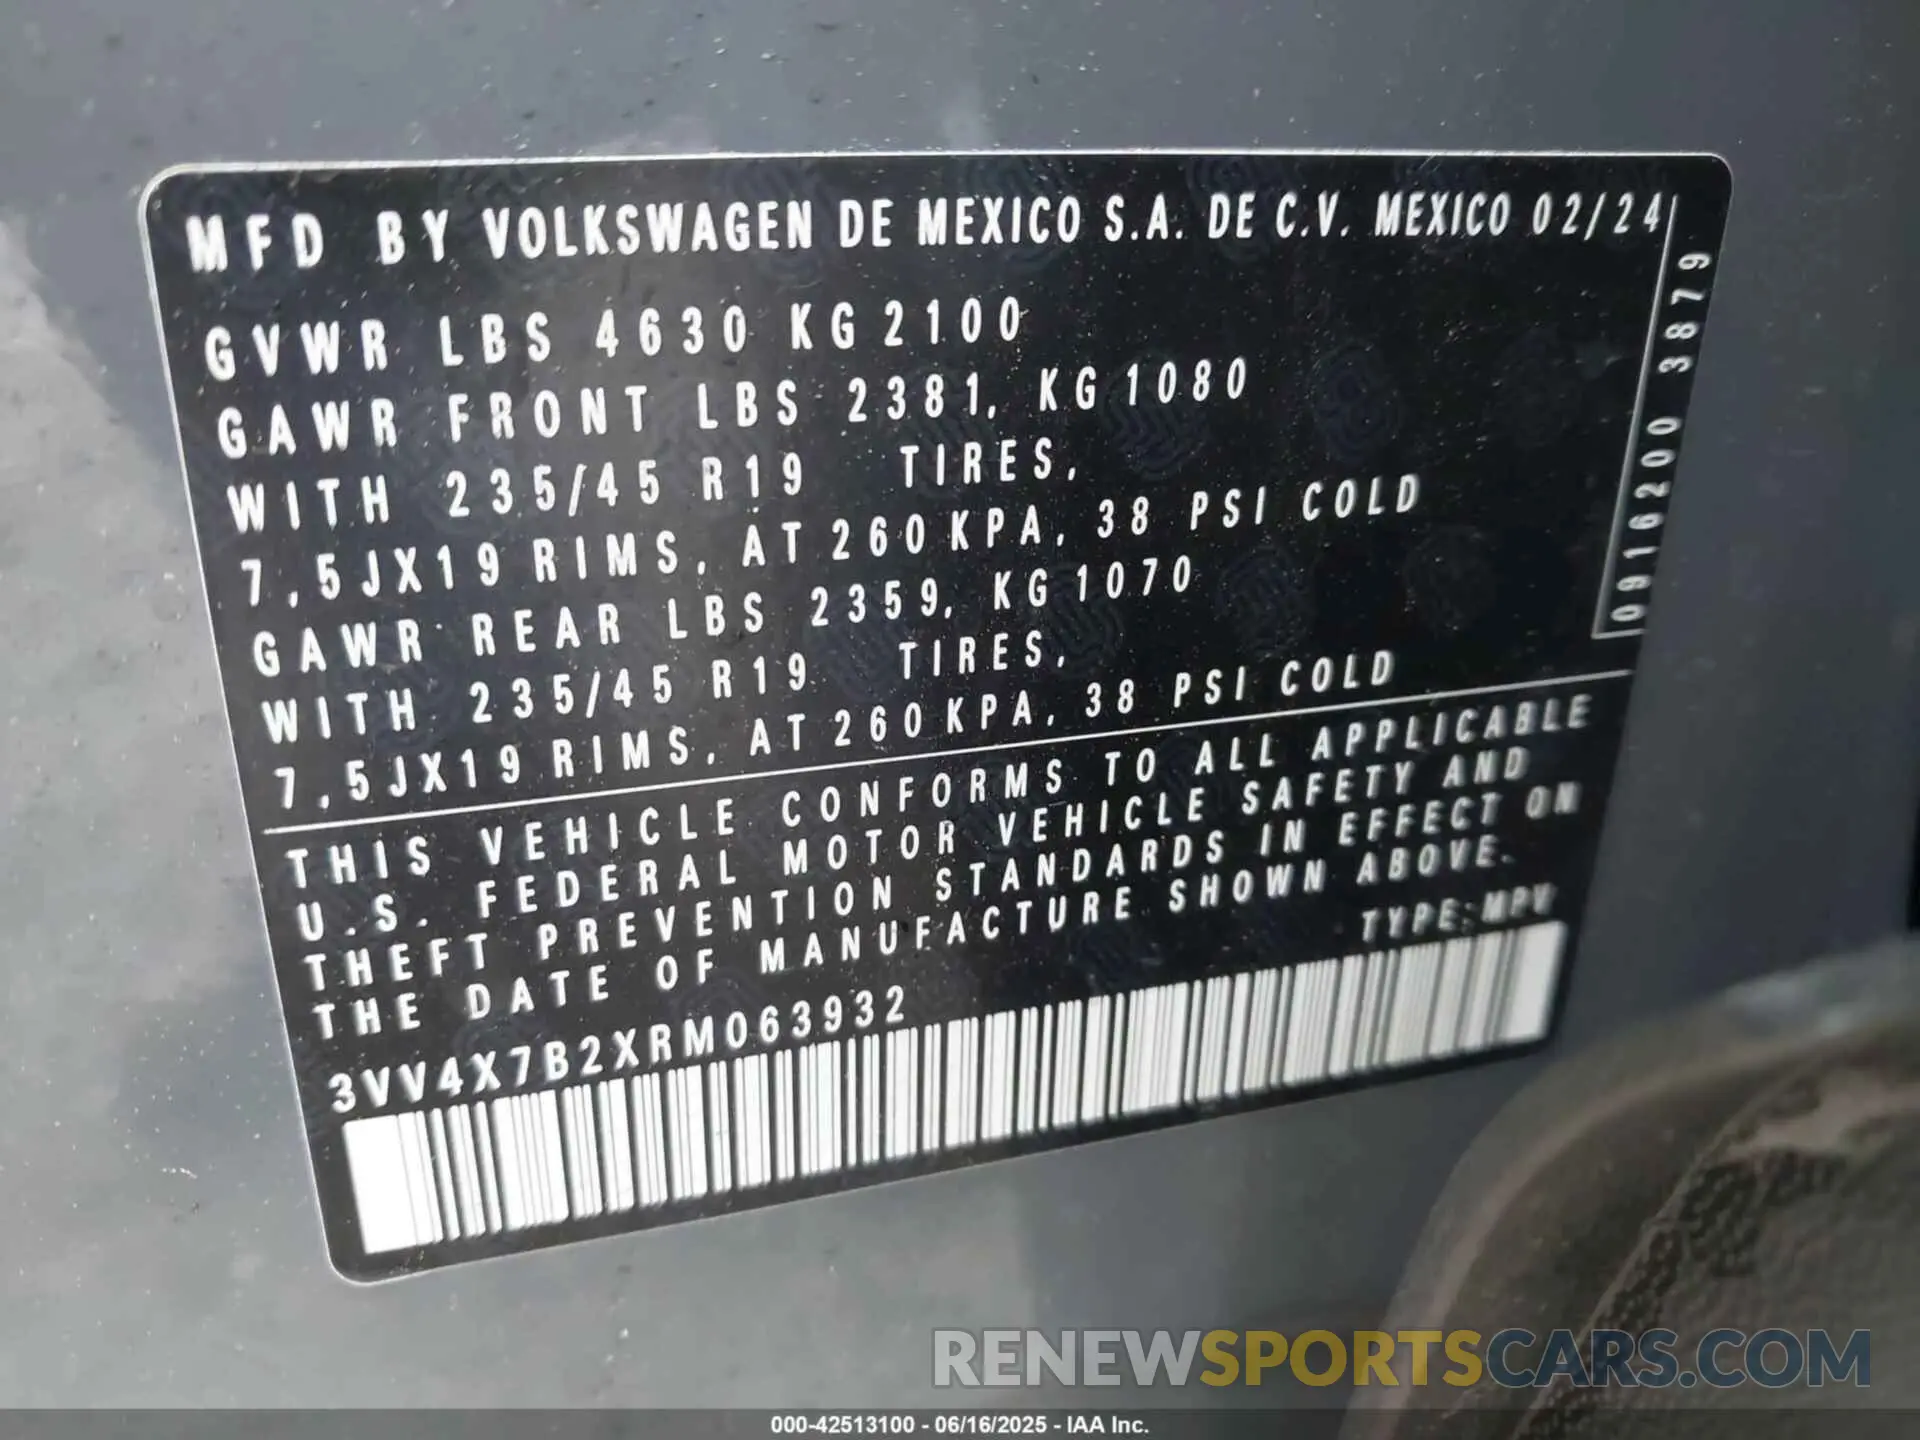 MFD BY VOLKSWAGEN DE MEXICO S.A. DE C.V. MEXICO 02/24
GVWR LBS 4630 KG 2100
GAWR FRONT LBS 2381, KG 1080
WITH 235/45 R19 TIRES,
7,5JX19 RIMS, AT 260 KPA, 38 PSI COLD
GAWR REAR LBS 2359, KG 1070
WITH 235/45 R19 TIRES,
7,5JX19 RIMS, AT 260 KPA, 38 PSI COLD
0916200 3879
THIS VEHICLE CONFORMS TO ALL APPLICABLE
U.S. FEDERAL MOTOR VEHICLE SAFETY AND
THEFT PREVENTION STANDARDS IN EFFECT ON
THE DATE OF MANUFACTURE SHOWN ABOVE.
TYPE: MPV
3VV4X7B2XRM063932
RENEWSPORTSCARS.COM
000-42513100 - 06/16/2025 - IAA Inc.